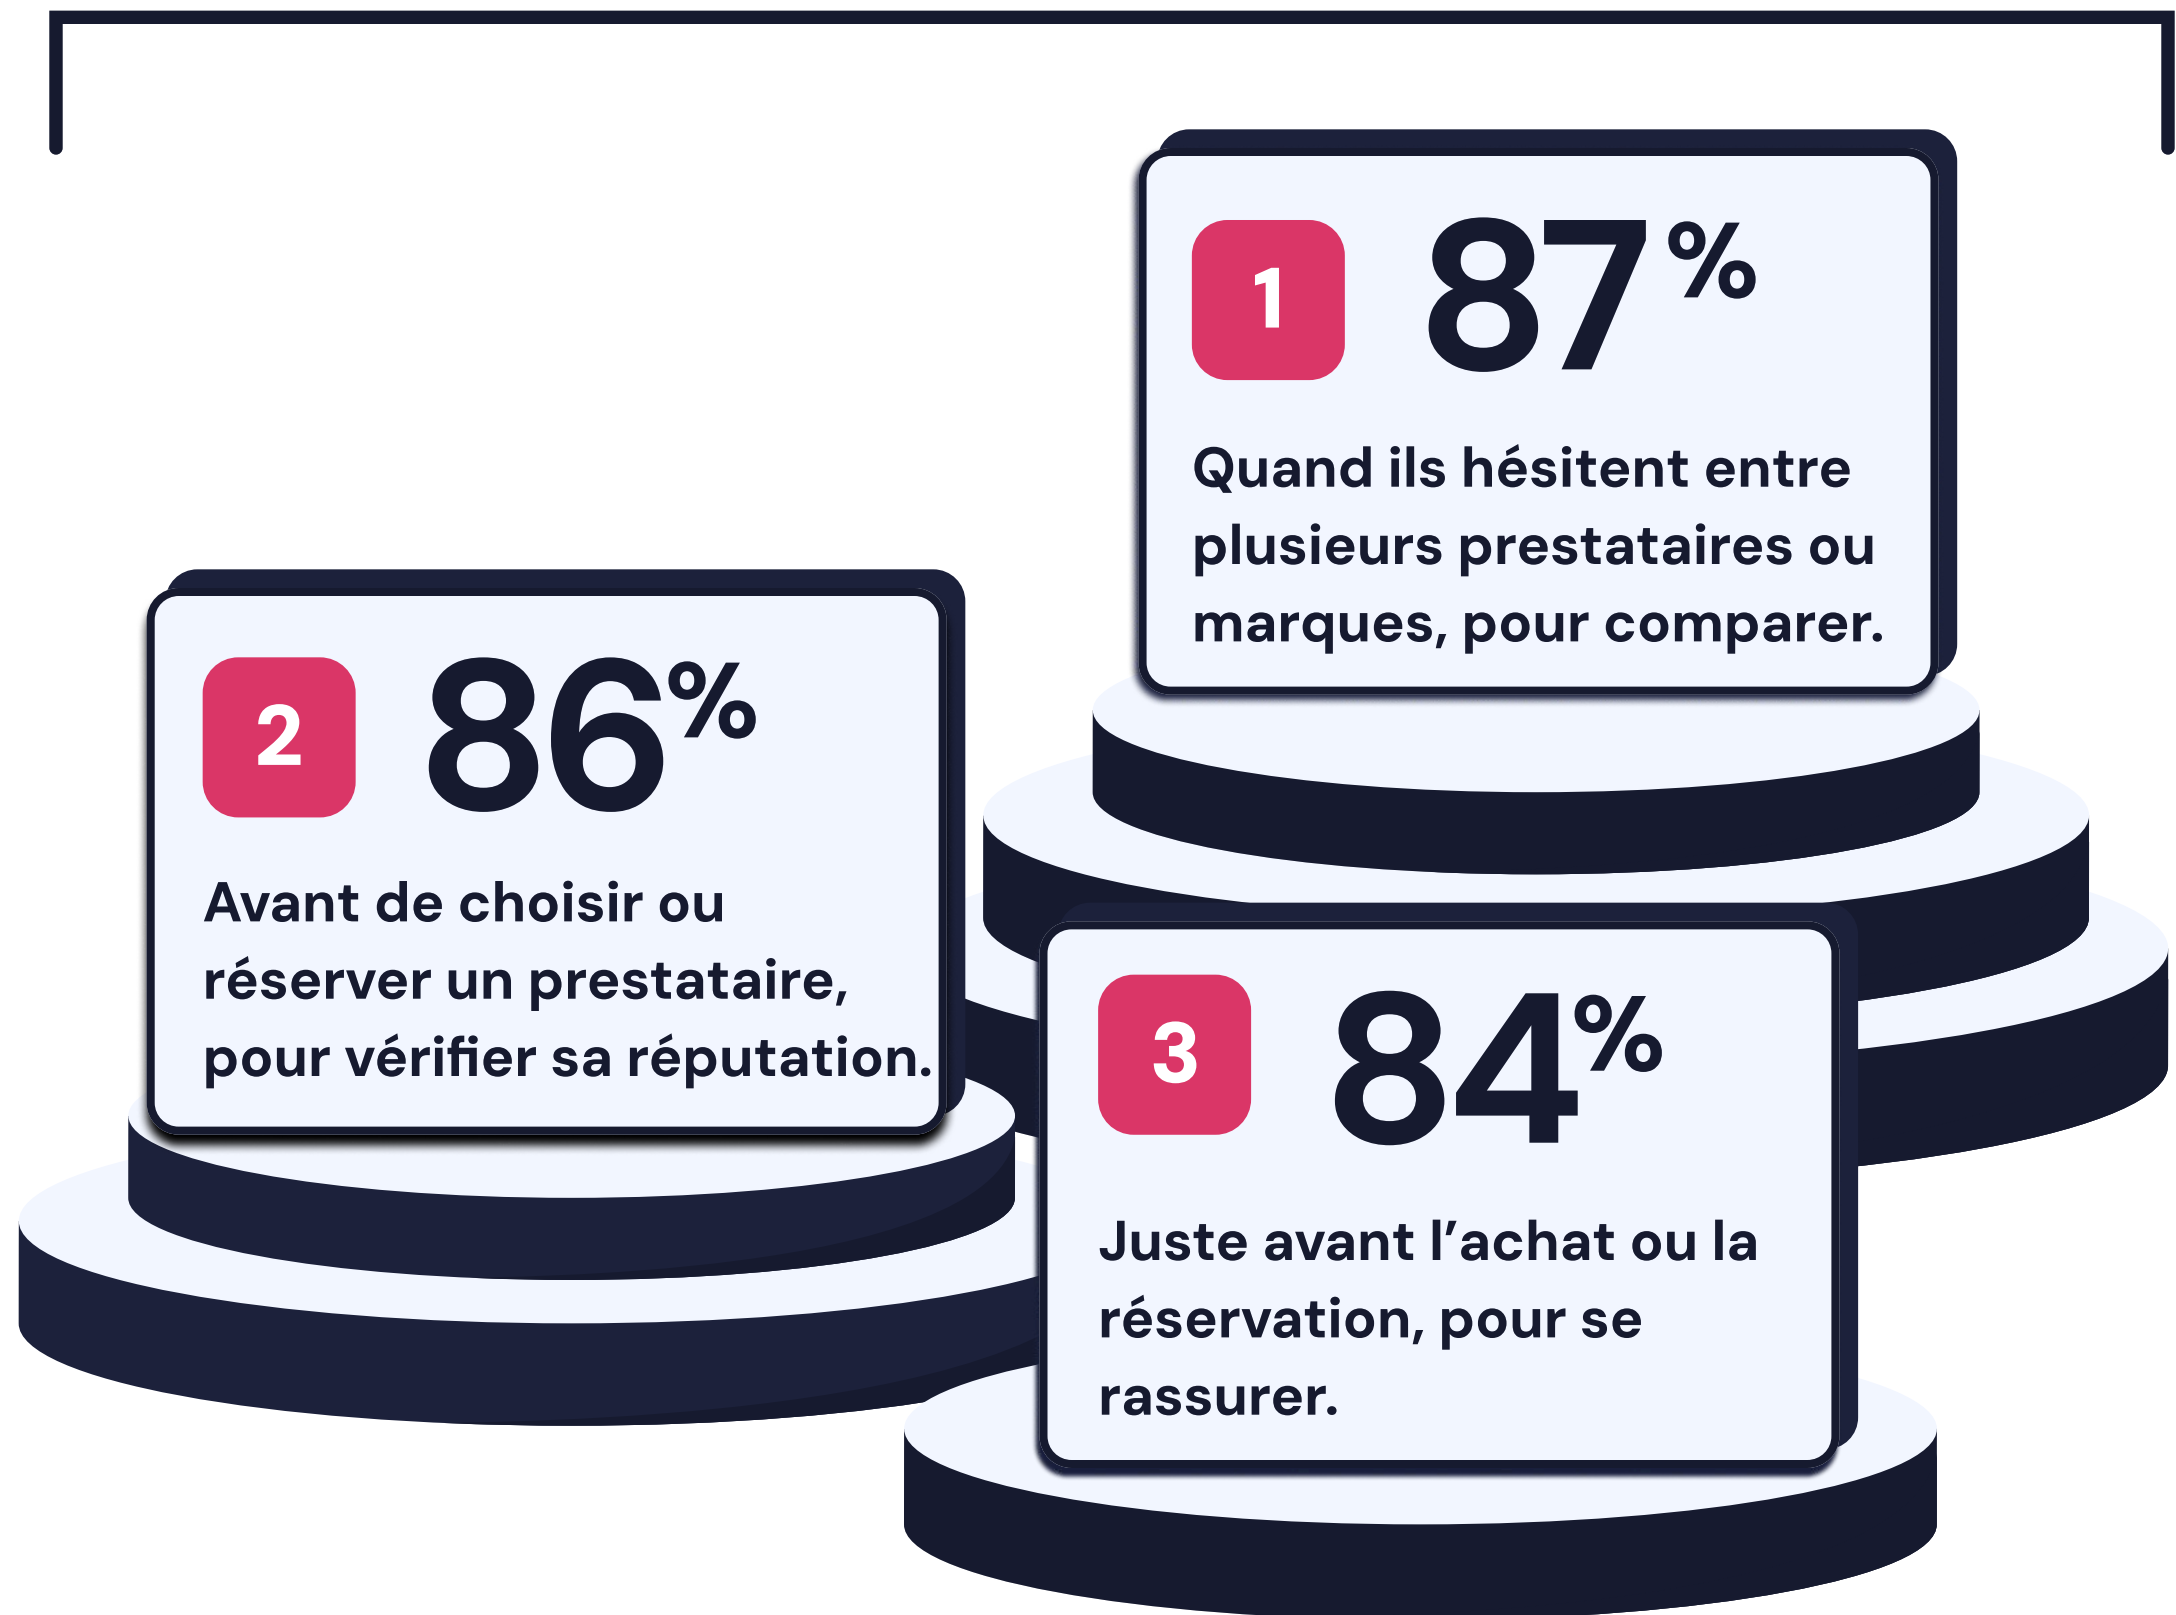 1
87%
Quand ils hésitent entre
plusieurs prestataires ou
marques, pour comparer.
2
86%
Avant de choisir ou
réserver un prestataire,
pour vérifier sa réputation.
3
84%
Juste avant l’achat ou la
réservation, pour se
rassurer.